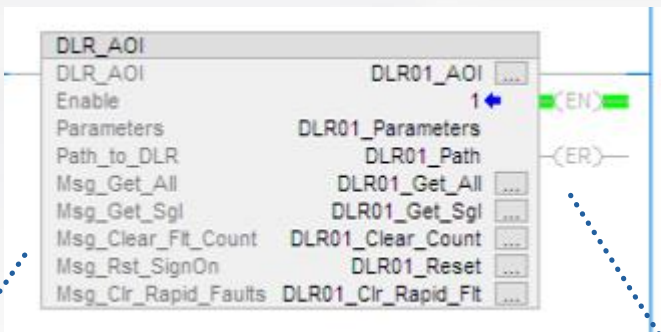 DLR_AOI
DLR_AOI DLR01_AOI ...
Enable 1 (EN)
Parameters DLR01_Parameters
Path_to_DLR DLR01_Path (ER)
Msg_Get_All DLR01_Get_All ...
Msg_Get_Sgl DLR01_Get_Sgl ...
Msg_Clear_Flt_Count DLR01_Clear_Count ...
Msg_Rst_SignOn DLR01_Reset ...
Msg_Clr_Rapid_Faults DLR01_Clr_Rapid_Flt ...